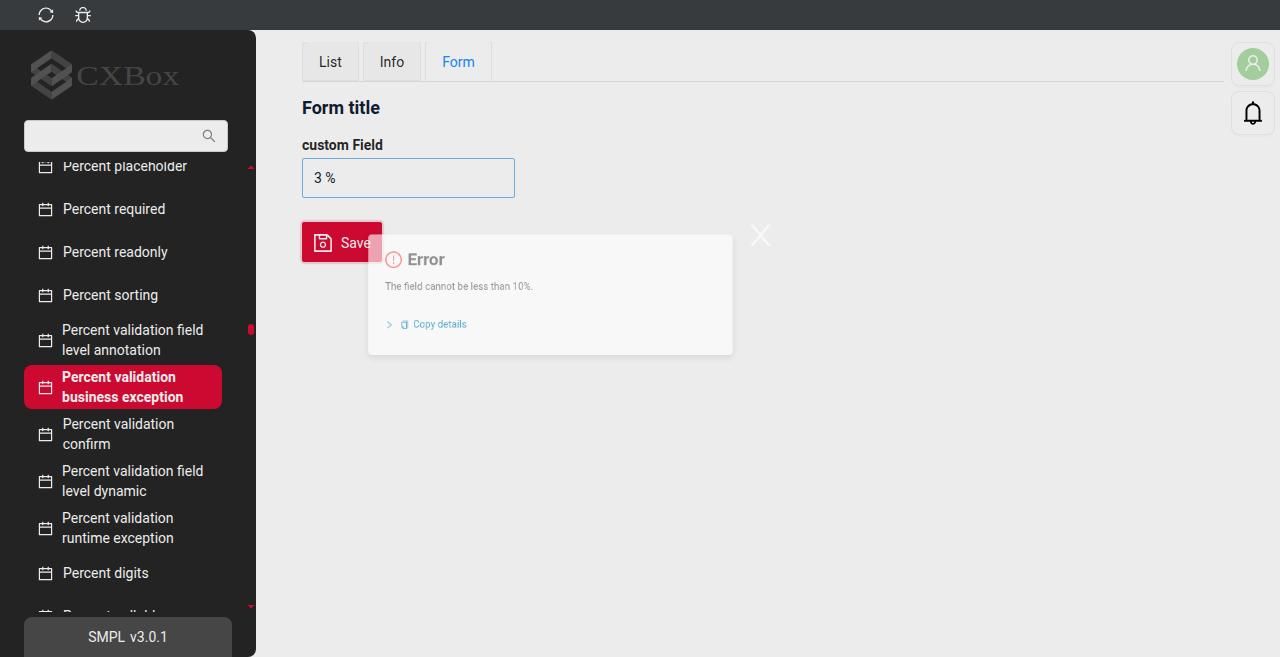 CXBox
Percent placeholder
Percent required
Percent readonly
Percent sorting
Percent validation field
level annotation
Percent validation
business exception
Percent validation
confirm
Percent validation field
level dynamic
Percent validation
runtime exception
Percent digits
SMPL v3.0.1
List
Info
Form
Form title
custom Field
3 %
Save
Error
The field cannot be less than 10%.
Copy details